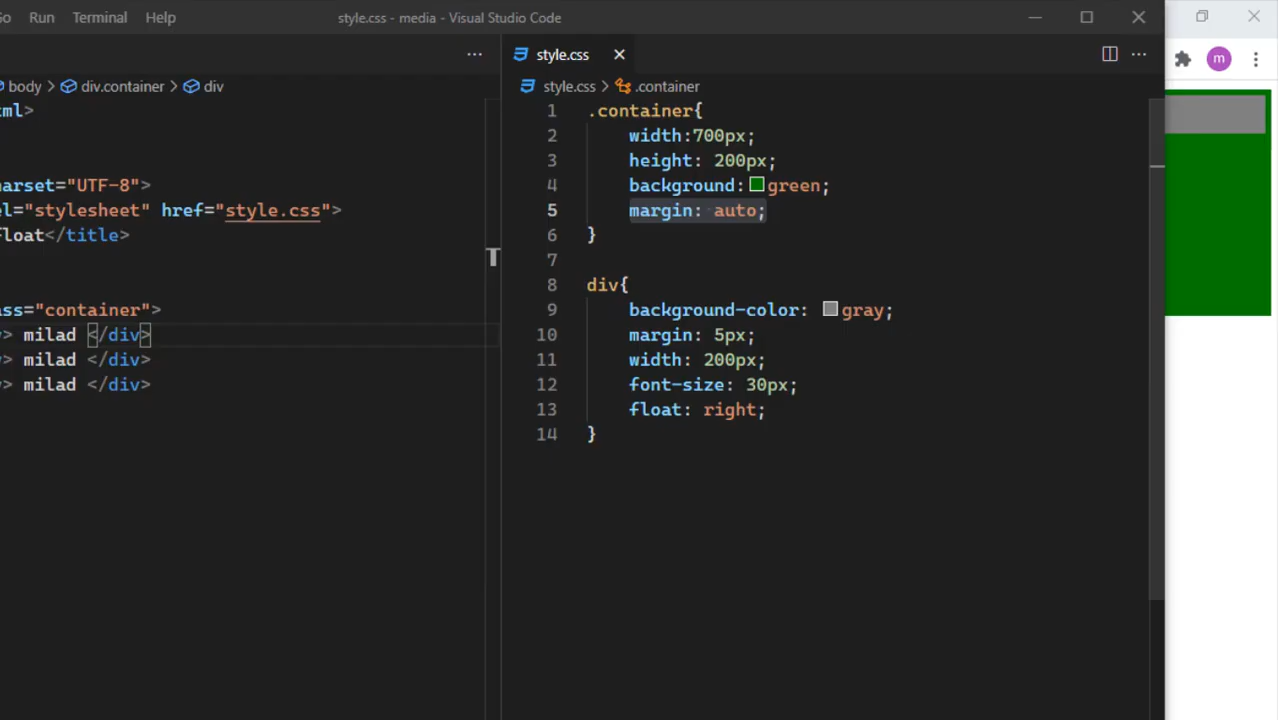 Go Run Terminal Help
style.css - media - Visual Studio Code
style.css
m
body > div.container > div
style.css > .container
ml>
arset="UTF-8">
el="stylesheet" href="style.css">
float</title>
ass="container">
> milad </div>
> milad </div>
> milad </div>
1 .container{
2 width:700px;
3 height: 200px;
4 background: green;
5 margin: auto;
6 }
7
8 div{
9 background-color: gray;
10 margin: 5px;
11 width: 200px;
12 font-size: 30px;
13 float: right;
14 }